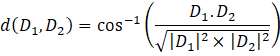 d(D₁,D₂) = cos⁻¹ ( D₁.D₂ / √(|D₁|² × |D₂|²) )